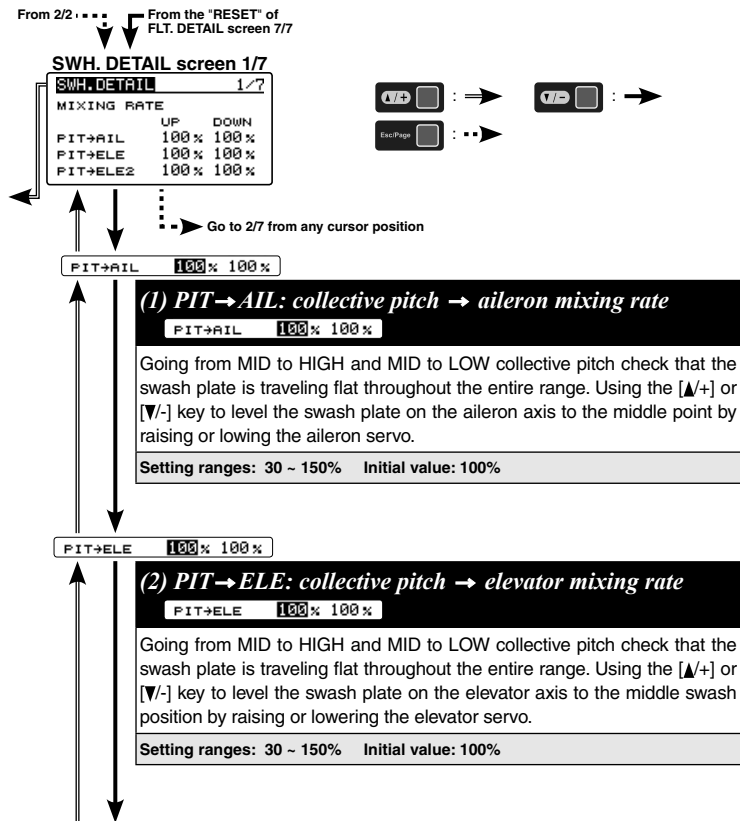 From 2/2
From the "RESET" of
FLT. DETAIL screen 7/7
SWH. DETAIL screen 1/7
SWH.DETAIL 1/7
MIXING RATE
UP DOWN
PIT→AIL 100% 100%
PIT→ELE 100% 100%
PIT→ELE2 100% 100%
▲/+ :
▼/- :
Esc/Page :
Go to 2/7 from any cursor position
PIT→AIL 100% 100%
(1) PIT→AIL: collective pitch → aileron mixing rate
PIT→AIL 100% 100%
Going from MID to HIGH and MID to LOW collective pitch check that the
swash plate is traveling flat throughout the entire range. Using the [▲/+] or
[▼/-] key to level the swash plate on the aileron axis to the middle point by
raising or lowing the aileron servo.
Setting ranges: 30 ~ 150% Initial value: 100%
PIT→ELE 100% 100%
(2) PIT→ELE: collective pitch → elevator mixing rate
PIT→ELE 100% 100%
Going from MID to HIGH and MID to LOW collective pitch check that the
swash plate is traveling flat throughout the entire range. Using the [▲/+] or
[▼/-] key to level the swash plate on the elevator axis to the middle swash
position by raising or lowering the elevator servo.
Setting ranges: 30 ~ 150% Initial value: 100%